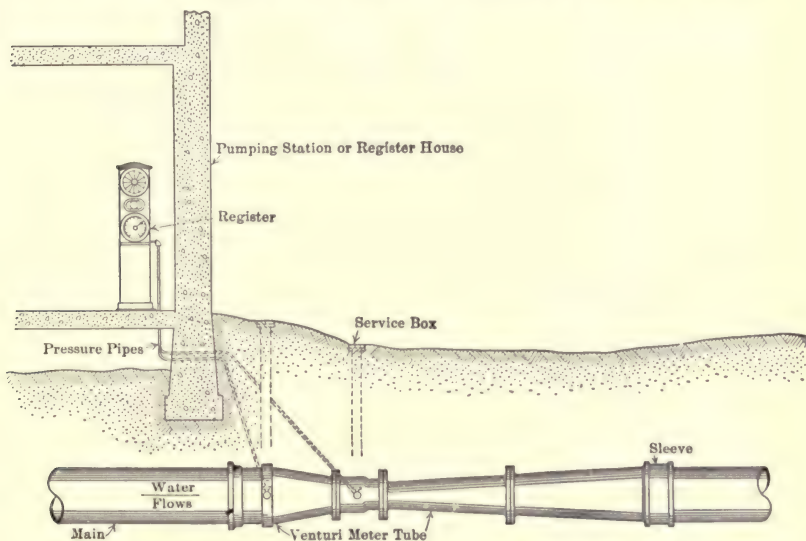 Pumping Station or Register House
Register
Service Box
Pressure Pipes
Sleeve
Water
Flows
Main
Venturi Meter Tube